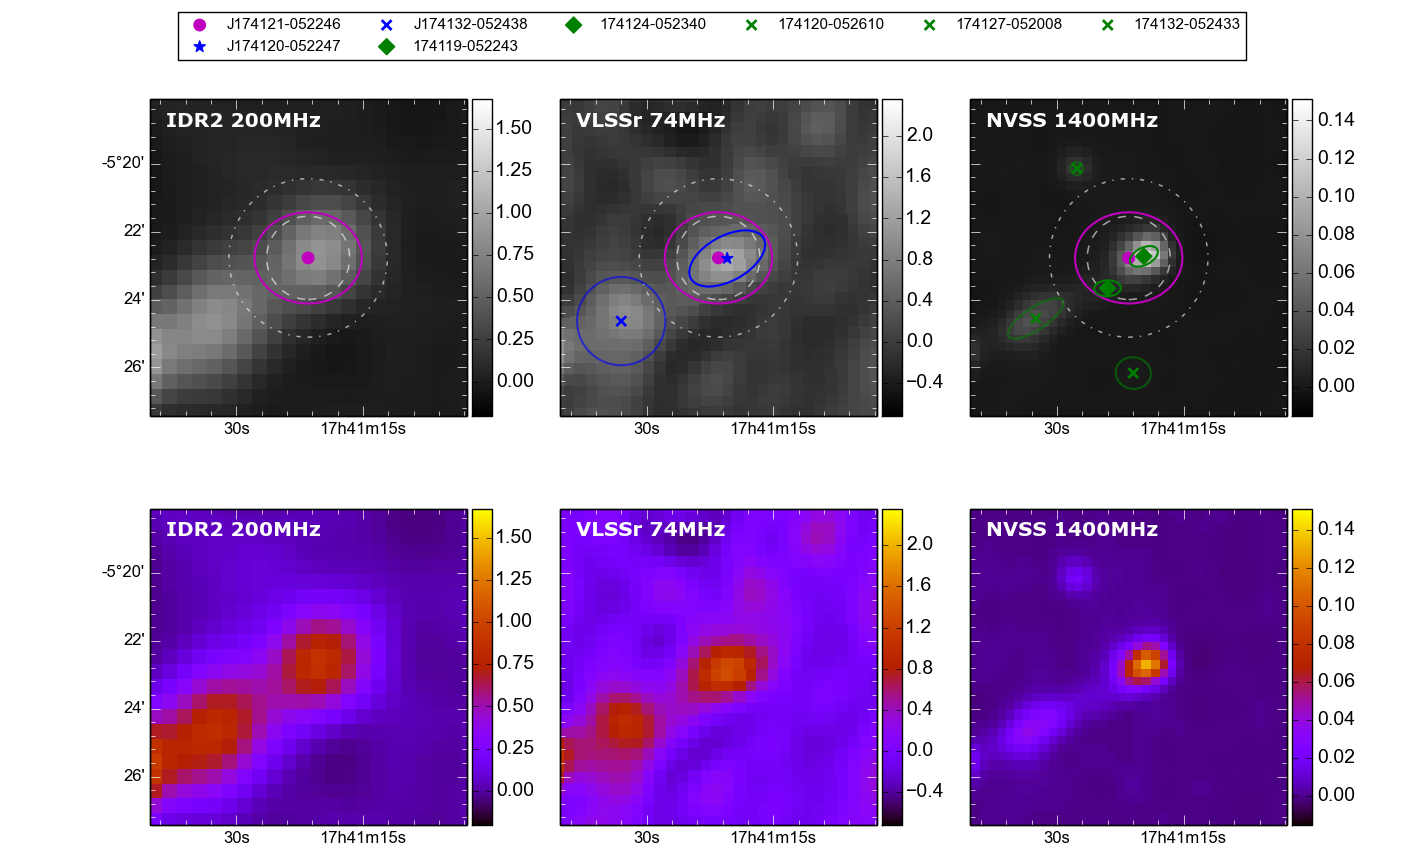 J174121-052246 J174132-052438 174124-052340 174120-052610 174127-052008 174132-052433
J174120-052247 174119-052243
IDR2 200MHz VLSSr 74MHz NVSS 1400MHz
-5°20' 22' 24' 26'
1.50 1.25 1.00 0.75 0.50 0.25 0.00
2.0 1.6 1.2 0.8 0.4 0.0 −0.4
0.14 0.12 0.10 0.08 0.06 0.04 0.02 0.00
30s 17h41m15s 30s 17h41m15s 30s 17h41m15s
IDR2 200MHz VLSSr 74MHz NVSS 1400MHz
-5°20' 22' 24' 26'
1.50 1.25 1.00 0.75 0.50 0.25 0.00
2.0 1.6 1.2 0.8 0.4 0.0 −0.4
0.14 0.12 0.10 0.08 0.06 0.04 0.02 0.00
30s 17h41m15s 30s 17h41m15s 30s 17h41m15s